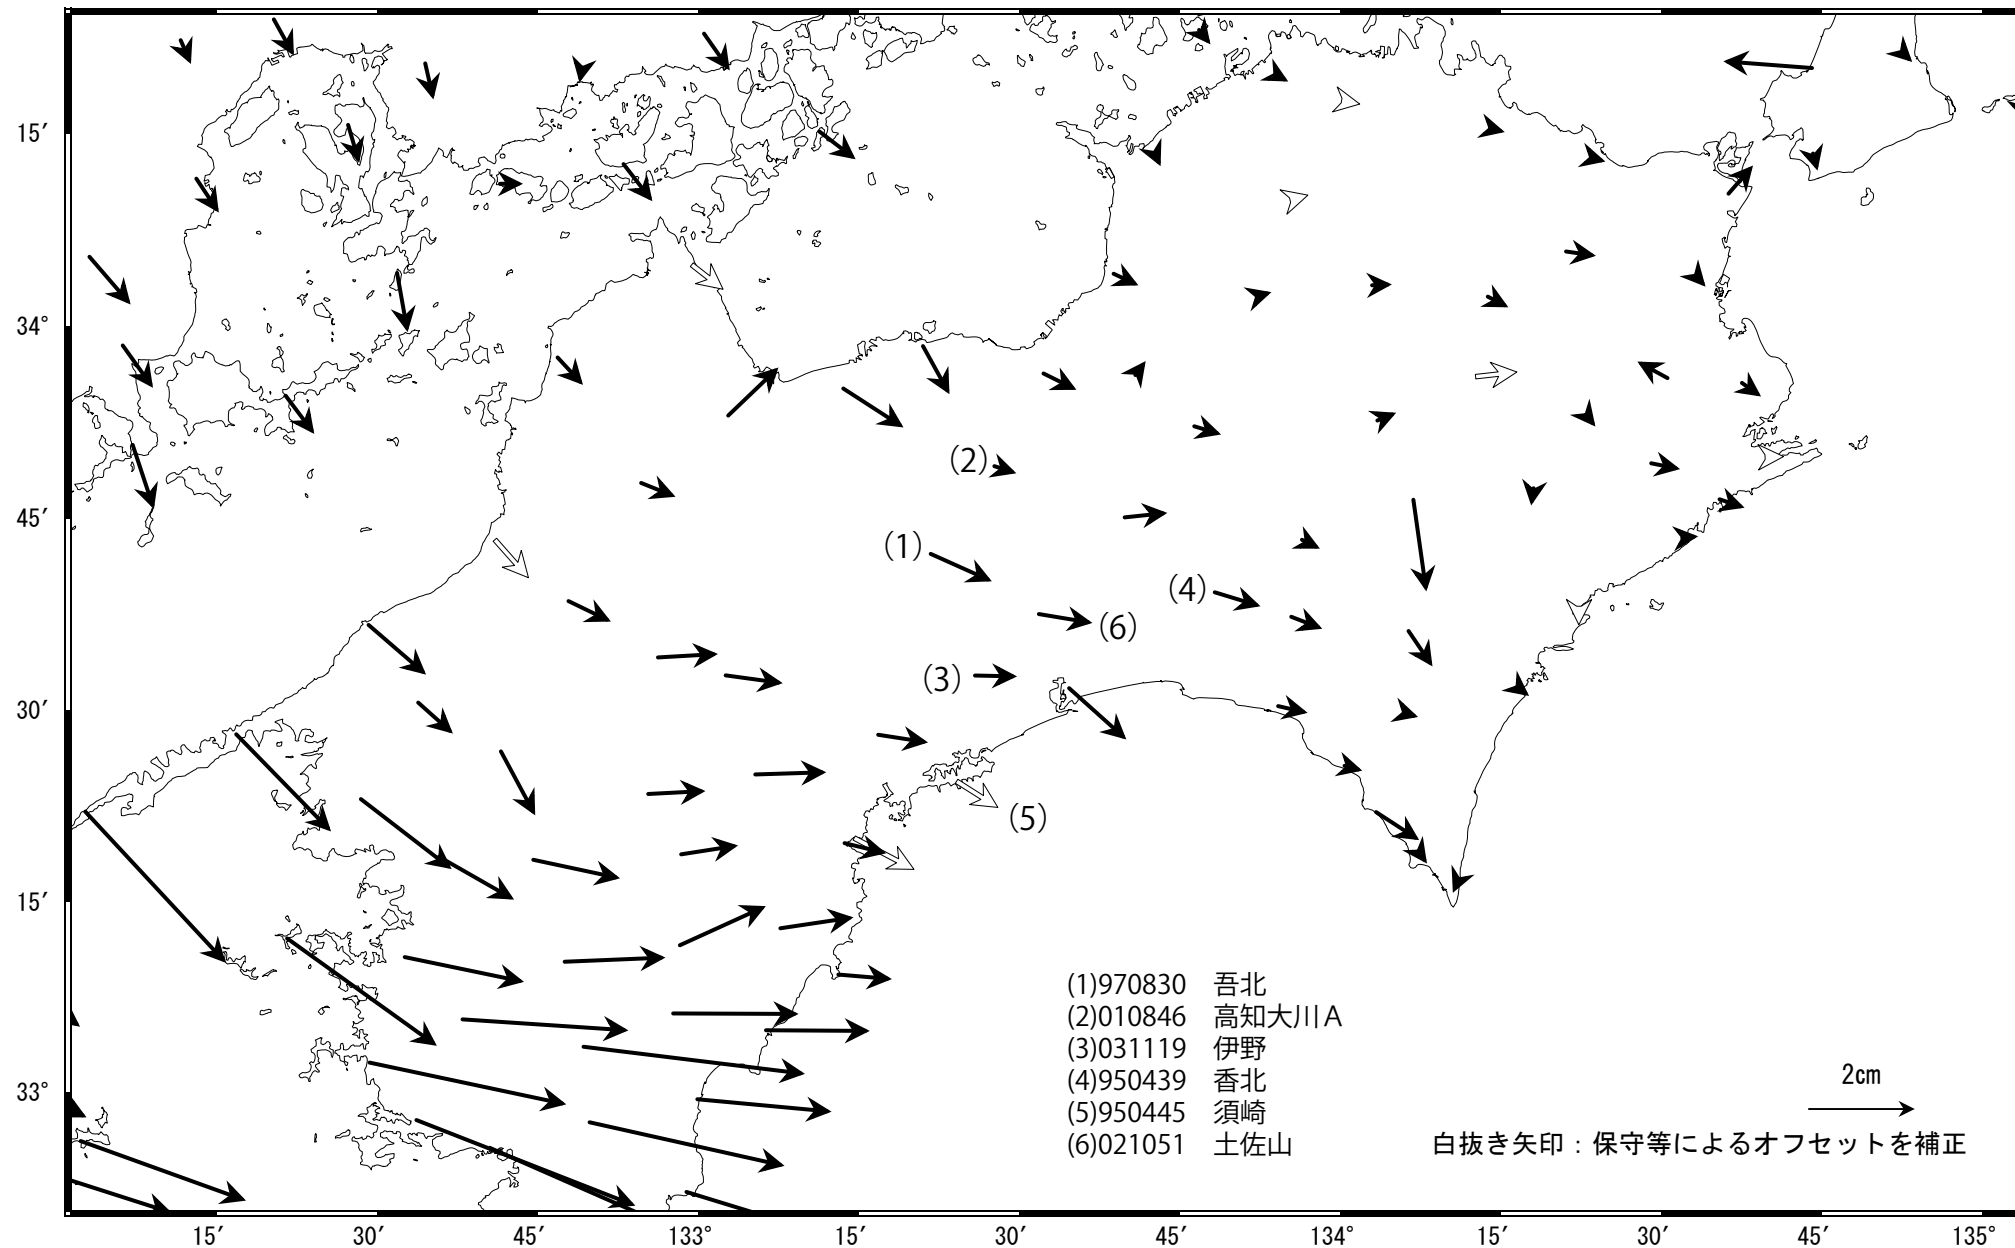 15′
34°
(2)
45′
(1)
(4)
(6)
(3)
30′
(5)
15′
(1)970830　吾北
(2)010846　高知大川Ａ
(3)031119　伊野
(4)950439　香北
(5)950445　須崎
(6)021051　土佐山
33°
2cm
白抜き矢印：保守等によるオフセットを補正
15′ 30′ 45′ 133° 15′ 30′ 45′ 134° 15′ 30′ 45′ 135°